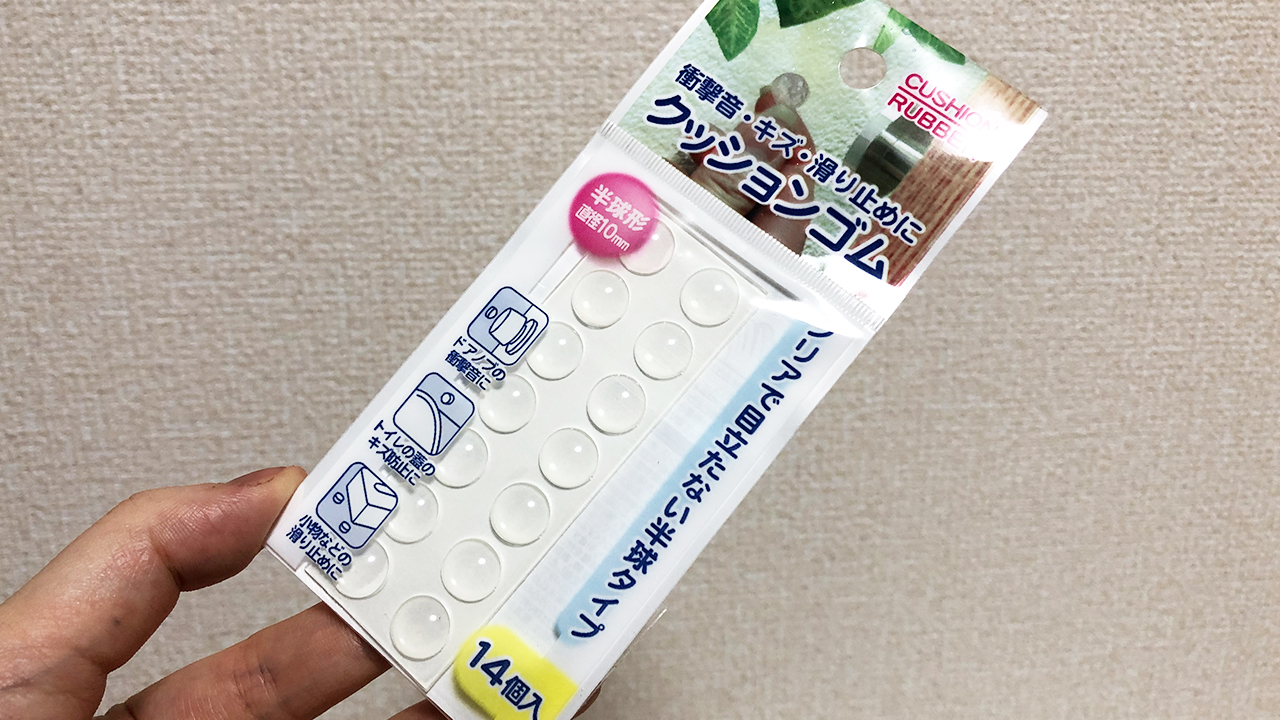 CUSHION
RUBBE
衝撃音・キズ・滑り止めに
クッションゴム
半球形
直径10mm
ドアノブの
衝撃音に
トイレの蓋の
キズ防止に
小物などの
滑り止めに
クリアで目立たない半球タイプ
14個入